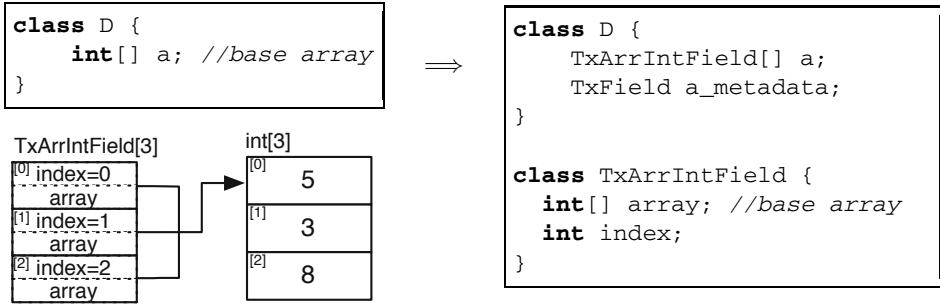 class D {
int[] a; //base array
}
⟹
class D {
TxArrIntField[] a;
TxField a_metadata;
}
class TxArrIntField {
int[] array; //base array
int index;
}
TxArrIntField[3]
[0] index=0
array
[1] index=1
array
[2] index=2
array
int[3]
[0] 5
[1] 3
[2] 8